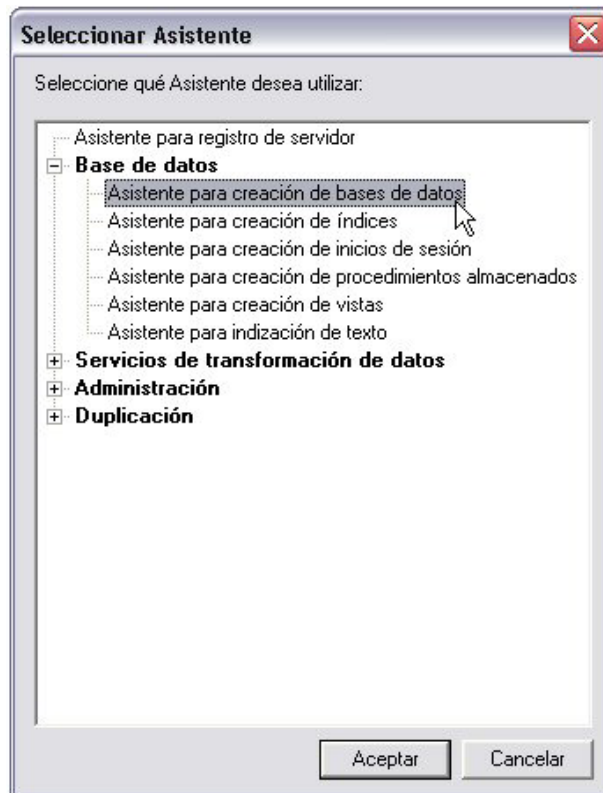 Seleccionar Asistente
Seleccione qué Asistente desea utilizar:
Asistente para registro de servidor
Base de datos
Asistente para creación de bases de datos
Asistente para creación de índices
Asistente para creación de inicios de sesión
Asistente para creación de procedimientos almacenados
Asistente para creación de vistas
Asistente para indización de texto
Servicios de transformación de datos
Administración
Duplicación
Aceptar
Cancelar